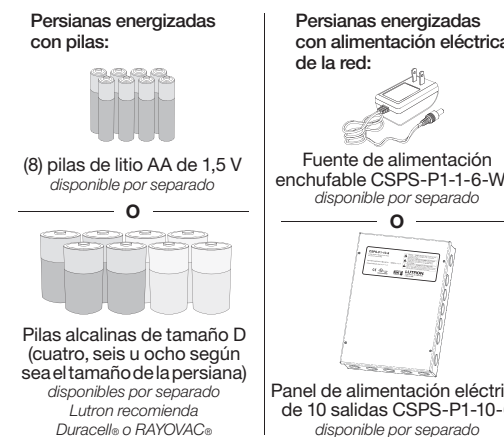 Persianas energizadas
con pilas:
(8) pilas de litio AA de 1,5 V
disponible por separado
O
Pilas alcalinas de tamaño D
(cuatro, seis u ocho según
sea el tamaño de la persiana)
disponibles por separado
Lutron recomienda
Duracell® o RAYOVAC®
Persianas energizadas
con alimentación eléctrica
de la red:
Fuente de alimentación
enchufable CSPS-P1-1-6-W
disponible por separado
O
LUTRON
Panel de alimentación eléctri
de 10 salidas CSPS-P1-10-
disponible por separado